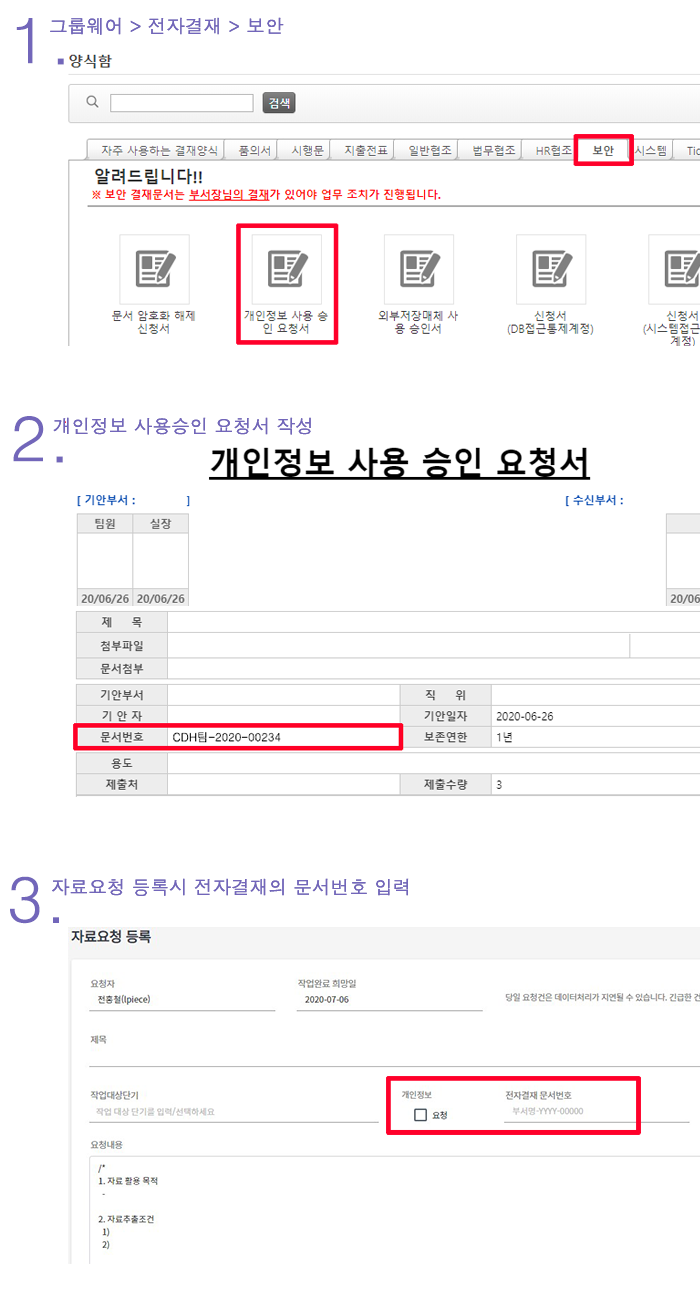 1. 그룹웨어 > 전자결재 > 보안
양식함
검색
자주 사용하는 결재양식 품의서 시행문 지출전표 일반협조 법무협조 HR협조 보안 시스템
알려드립니다!!
※ 보안 결재문서는 부서장님의 결재가 있어야 업무 조치가 진행됩니다.
문서 암호화 해제 신청서
개인정보 사용 승인 요청서
외부저장매체 사용 승인서
신청서
(DB접근통제계정)
신청서
(시스템접근
계정)
2. 개인정보 사용승인 요청서 작성
개인정보 사용 승인 요청서
[ 기안부서 : ] [ 수신부서 :
팀원 실장
20/06/26 20/06/26 20/06
제 목
첨부파일
문서첨부
기안부서 직 위
기 안 자 기안일자 2020-06-26
문서번호 CDH팀-2020-00234 보존연한 1년
용도
제출처 제출수량 3
3. 자료요청 등록시 전자결재의 문서번호 입력
자료요청 등록
요청자 작업완료 희망일
전홍철(lpiece) 2020-07-06 당일 요청건은 데이터처리가 지연될 수 있습니다. 긴급한 건
제목
작업대상단기 개인정보 전자결재 문서번호
작업 대상 단기를 입력/선택하세요 요청 부서명-YYYY-00000
요청내용
/*
1. 자료 활용 목적
-
2. 자료추출조건
1)
2)